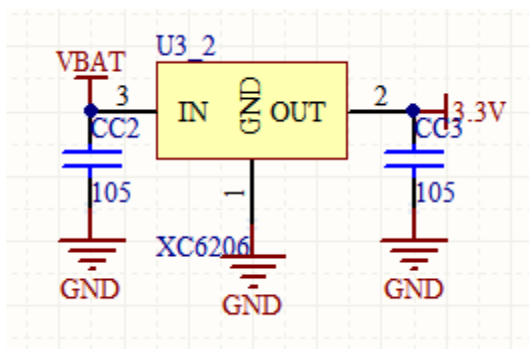 U3_2
VBAT
3
IN
GND
OUT
2
3.3V
CC2
CC3
105
1
105
XC6206
GND
GND
GND